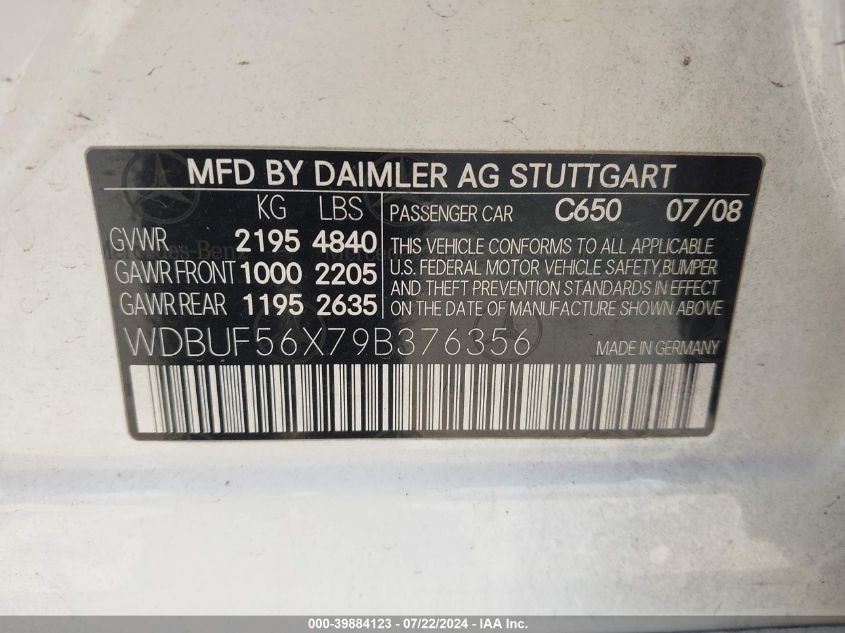 MFD BY DAIMLER AG STUTTGART
KG LBS
GVWR 2195 4840
GAWR FRONT 1000 2205
GAWR REAR 1195 2635
PASSENGER CAR C650 07/08
THIS VEHICLE CONFORMS TO ALL APPLICABLE
U.S. FEDERAL MOTOR VEHICLE SAFETY,BUMPER
AND THEFT PREVENTION STANDARDS IN EFFECT
ON THE DATE OF MANUFACTURE SHOWN ABOVE
Mercedes-Benz
WDBUF56X79B376356 MADE IN GERMANY
000-39884123 - 07/22/2024 - IAA Inc.